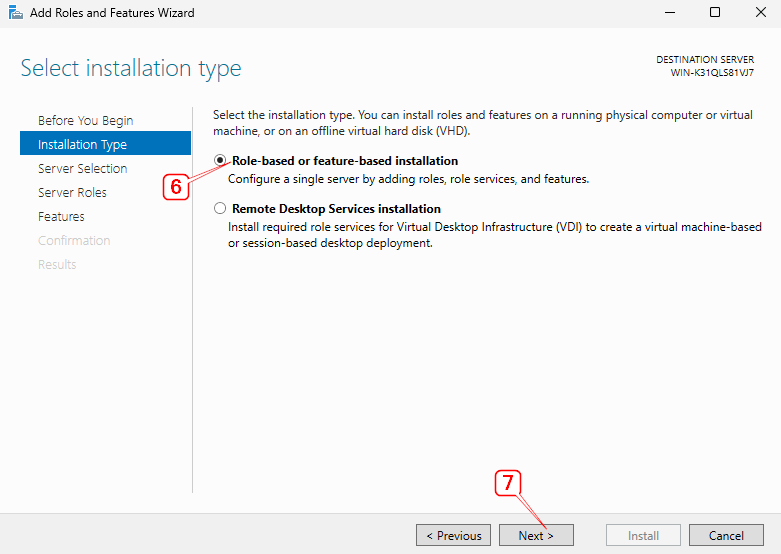 Add Roles and Features Wizard
Select installation type
DESTINATION SERVER
WIN-K31QLS81VJ7
Before You Begin
Installation Type
Server Selection
Server Roles
Features
Confirmation
Results
Select the installation type. You can install roles and features on a running physical computer or virtual
machine, or on an offline virtual hard disk (VHD).
Role-based or feature-based installation
Configure a single server by adding roles, role services, and features.
6
Remote Desktop Services installation
Install required role services for Virtual Desktop Infrastructure (VDI) to create a virtual machine-based
or session-based desktop deployment.
7
< Previous
Next >
Install
Cancel